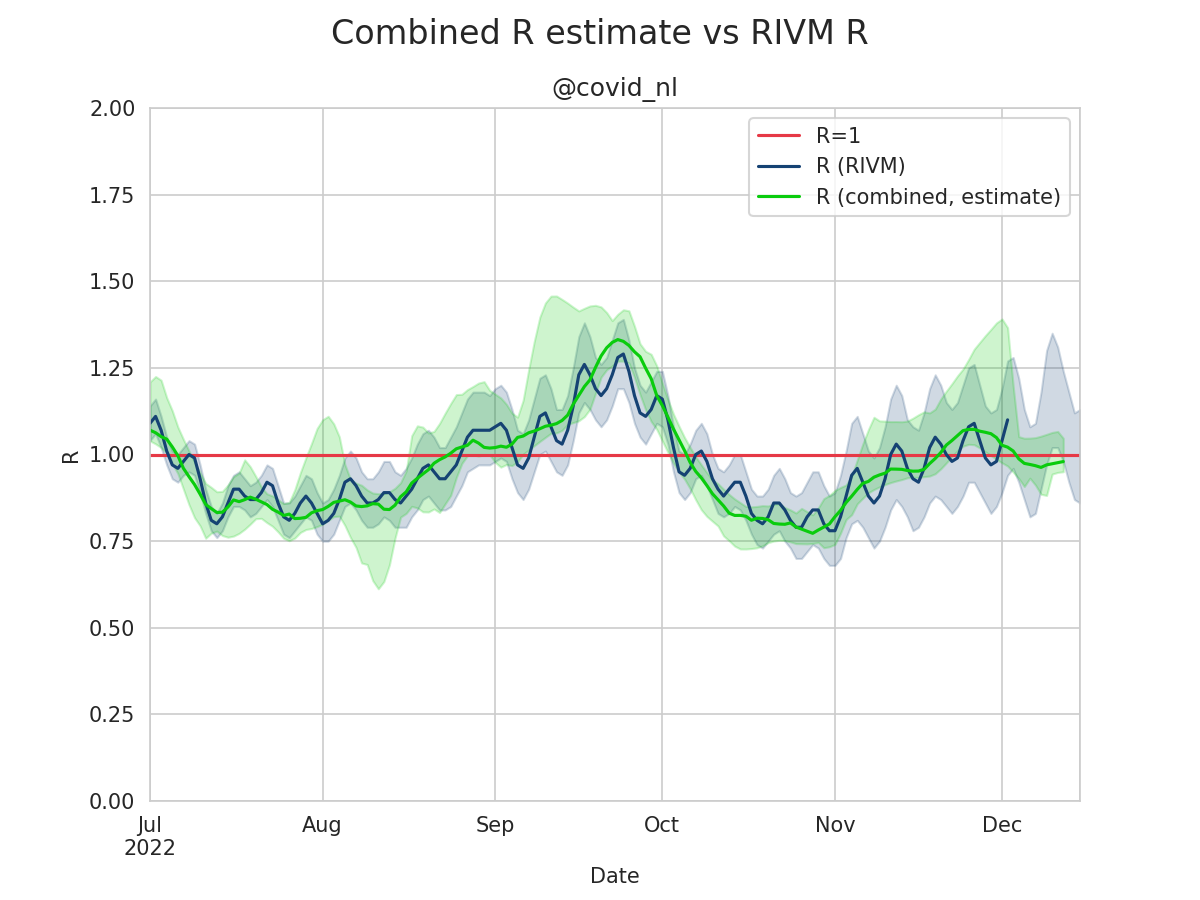 Combined R estimate vs RIVM R
@covid_nl
R=1
R (RIVM)
R (combined, estimate)
2.00
1.75
1.50
1.25
1.00
0.75
0.50
0.25
0.00
R
Jul Aug Sep Oct Nov Dec
2022
Date